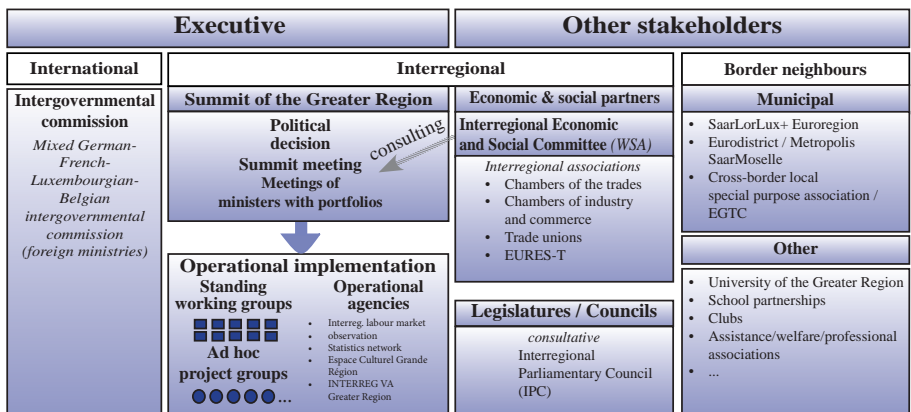 Executive
Other stakeholders
International
Interregional
Border neighbours
Intergovernmental
commission
Mixed German-
French-
Luxembourgian-
Belgian
intergovernmental
commission
(foreign ministries)
Summit of the Greater Region
Political
decision
Summit meeting
Meetings of
ministers with portfolios
consulting
Operational implementation
Standing
working groups
Ad hoc
project groups
...
Operational
agencies
• Interreg. labour market
• observation
• Statistics network
• Espace Culturel Grande
Région
• INTERREG VA
Greater Region
Economic & social partners
Interregional Economic
and Social Committee (WSA)
Interregional associations
• Chambers of the trades
• Chambers of industry
and commerce
• Trade unions
• EURES-T
Legislatures / Councils
consultative
Interregional
Parliamentary Council
(IPC)
Municipal
• SaarLorLux+ Euroregion
• Eurodistrict / Metropolis
SaarMoselle
• Cross-border local
special purpose association /
EGTC
Other
• University of the Greater Region
• School partnerships
• Clubs
• Assistance/welfare/professional
associations
• ...